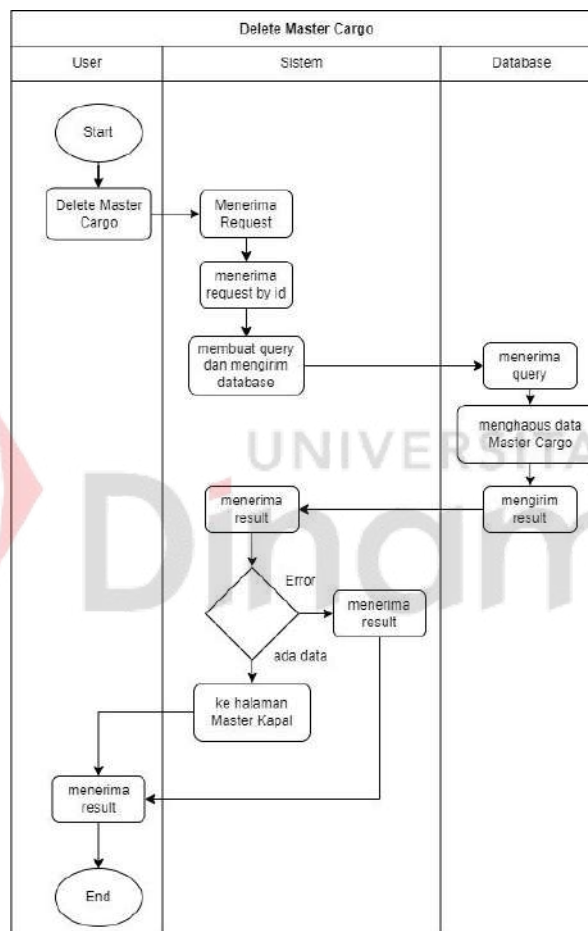 Delete Master Cargo
User
Sistem
Database
Start
Delete Master
Cargo
Menerima
Request
menerima
request by id
membuat query
dan mengirim
database
menerima
query
menghapus data
Master Cargo
UNIVERSITA
Dinam
menerima
result
mengirim
result
Error
menerima
result
ada data
ke halaman
Master Kapal
menerima
result
End